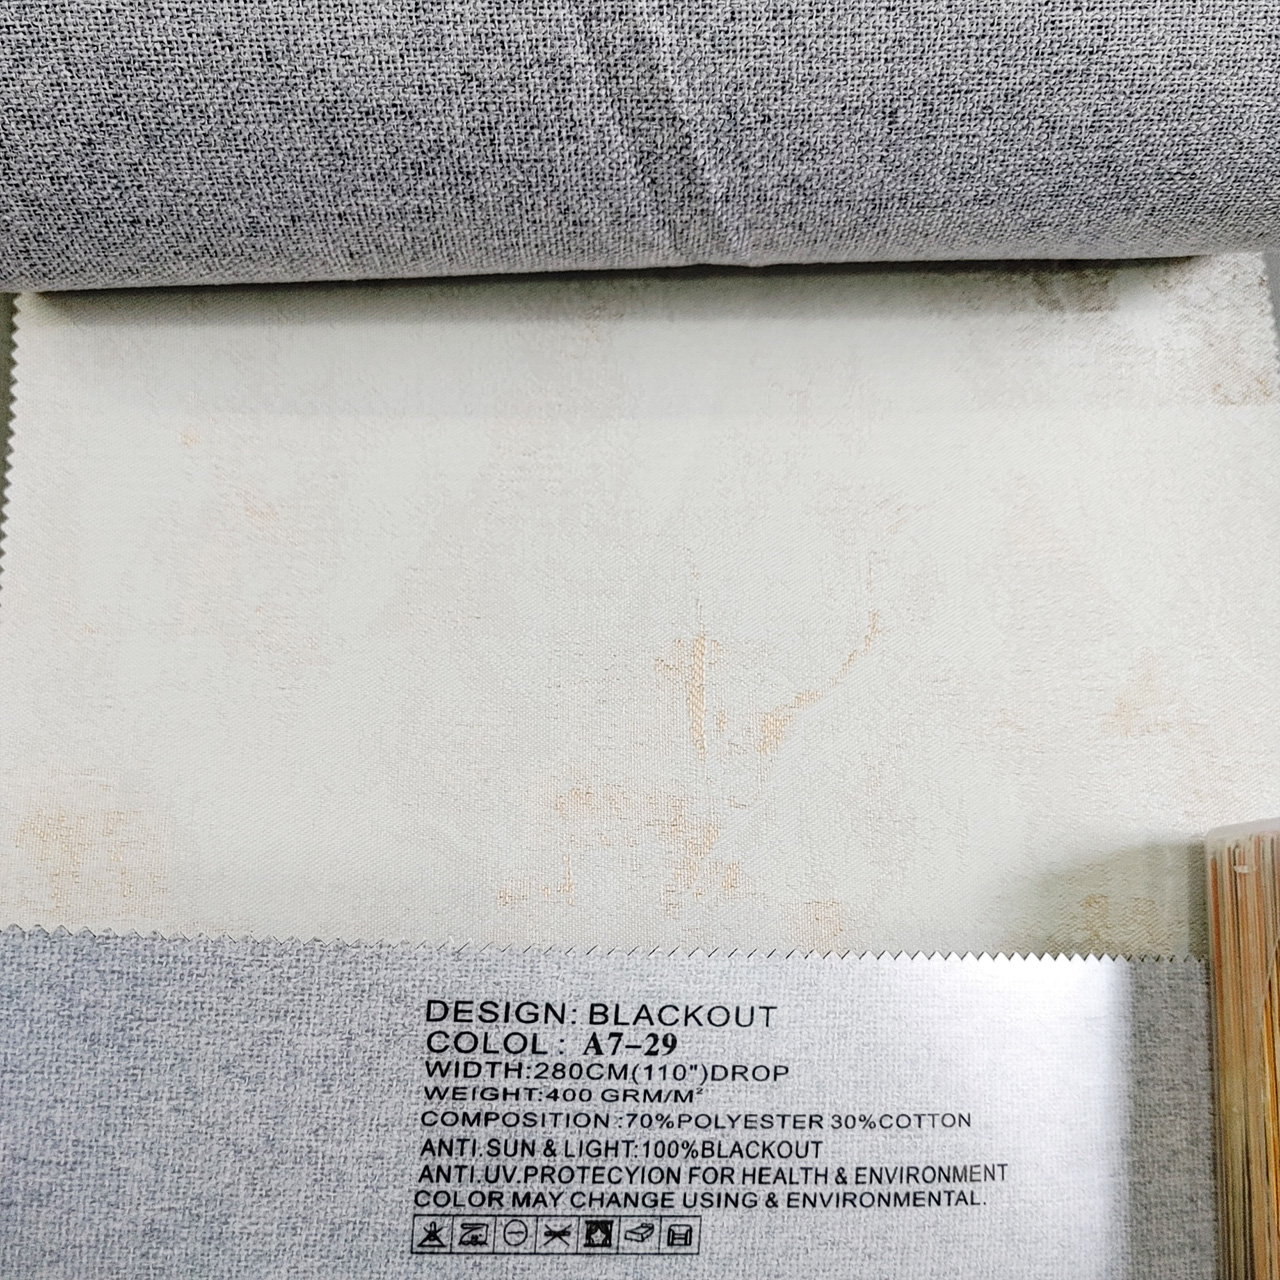 DESIGN: BLACKOUT
COLOL : A7–29
WIDTH:280CM(110")DROP
WEIGHT:400 GRM/M²
COMPOSITION :70%POLYESTER 30%COTTON
ANTI.SUN & LIGHT:100%BLACKOUT
ANTI.UV.PROTECYION FOR HEALTH & ENVIRONMENT
COLOR MAY CHANGE USING & ENVIRONMENTAL.